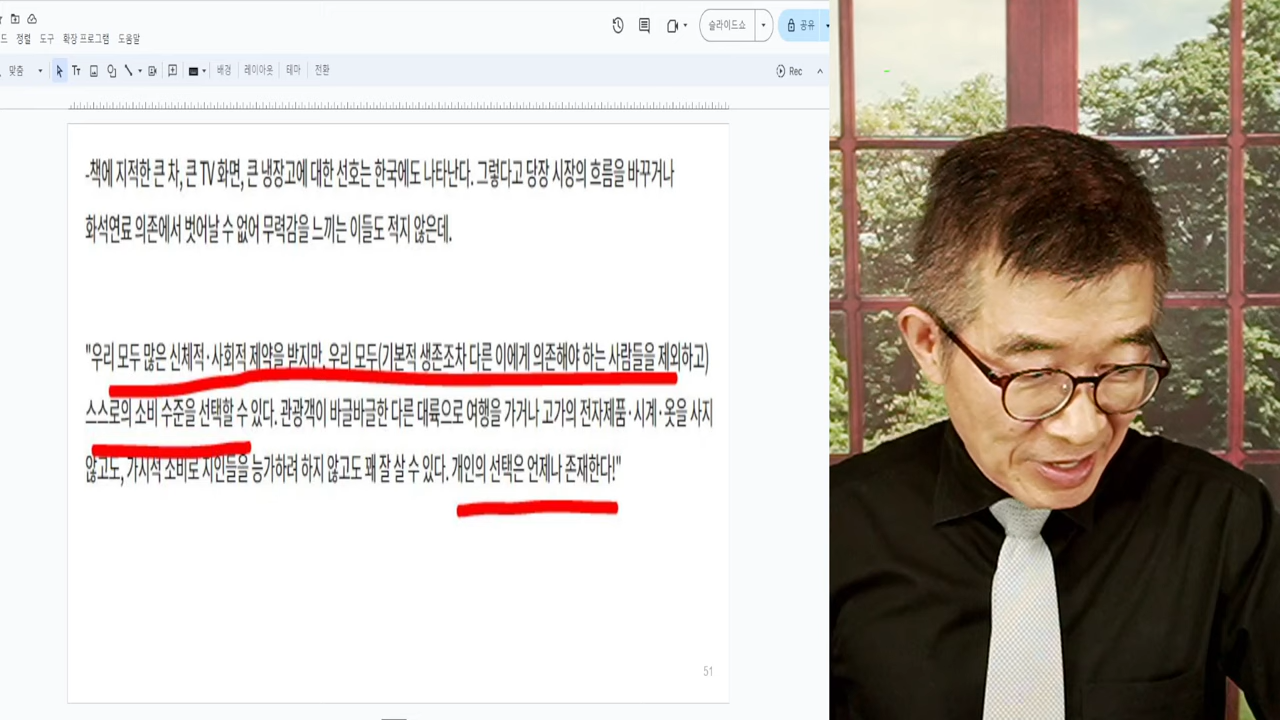 드 정렬 도구 확장 프로그램 도움말
슬라이드쇼
공유
맞춤
배경 레이아웃 테마 전환
Rec
-책에 지적한 큰 차, 큰 TV 화면, 큰 냉장고에 대한 선호는 한국에도 나타난다. 그렇다고 당장 시장의 흐름을 바꾸거나
화석연료 의존에서 벗어날 수 없어 무력감을 느끼는 이들도 적지 않은데.
"우리 모두 많은 신체적·사회적 제약을 받지만, 우리 모두(기본적 생존조차 다른 이에게 의존해야 하는 사람들을 제외하고)
스스로의 소비 수준을 선택할 수 있다. 관광객이 바글바글한 다른 대륙으로 여행을 가거나 고가의 전자제품·시계·옷을 사지
않고도, 가시적 소비로 지인들을 능가하려 하지 않고도 꽤 잘 살 수 있다. 개인의 선택은 언제나 존재한다!"
51